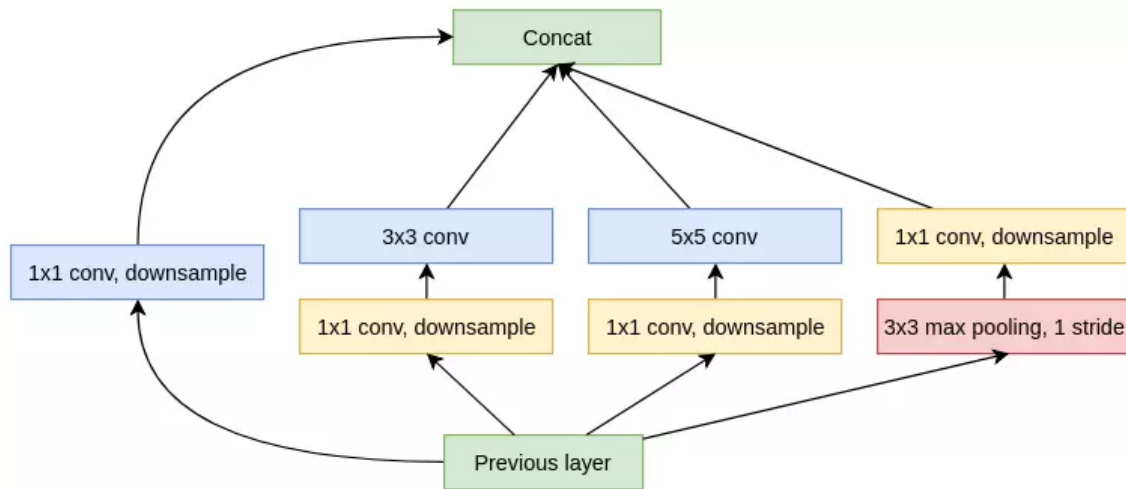 Concat
3x3 conv
5x5 conv
1x1 conv, downsample
1x1 conv, downsample
1x1 conv, downsample
1x1 conv, downsample
3x3 max pooling, 1 stride
Previous layer